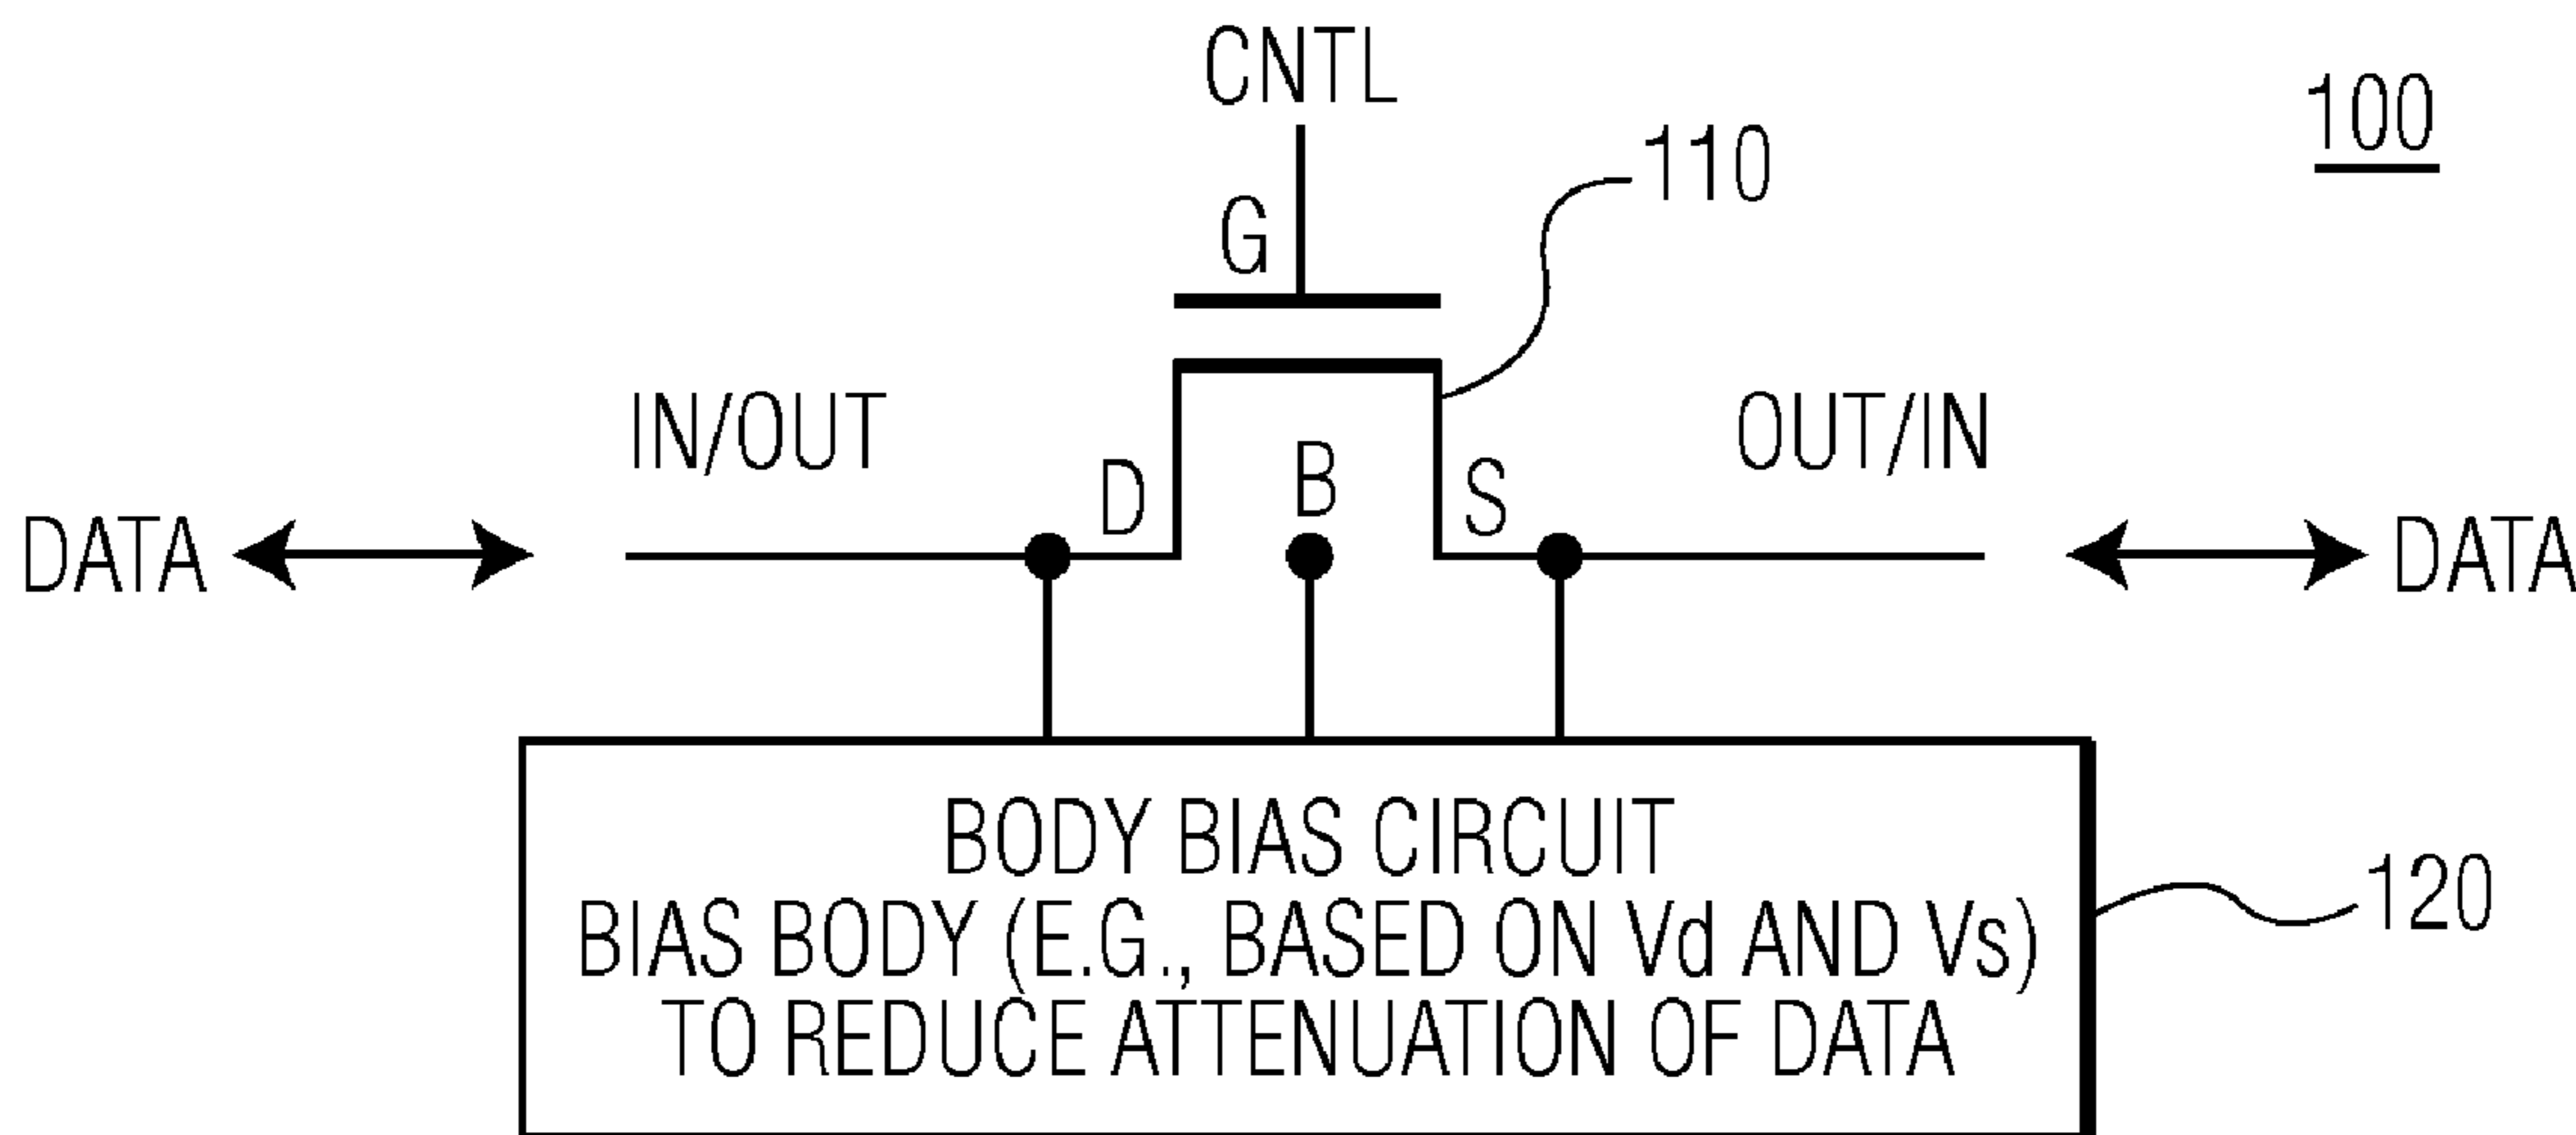 CNTL
100
110
G
IN/OUT
OUT/IN
D
B
S
DATA
DATA
BODY BIAS CIRCUIT
BIAS BODY (E.G., BASED ON Vd AND Vs)
TO REDUCE ATTENUATION OF DATA
120